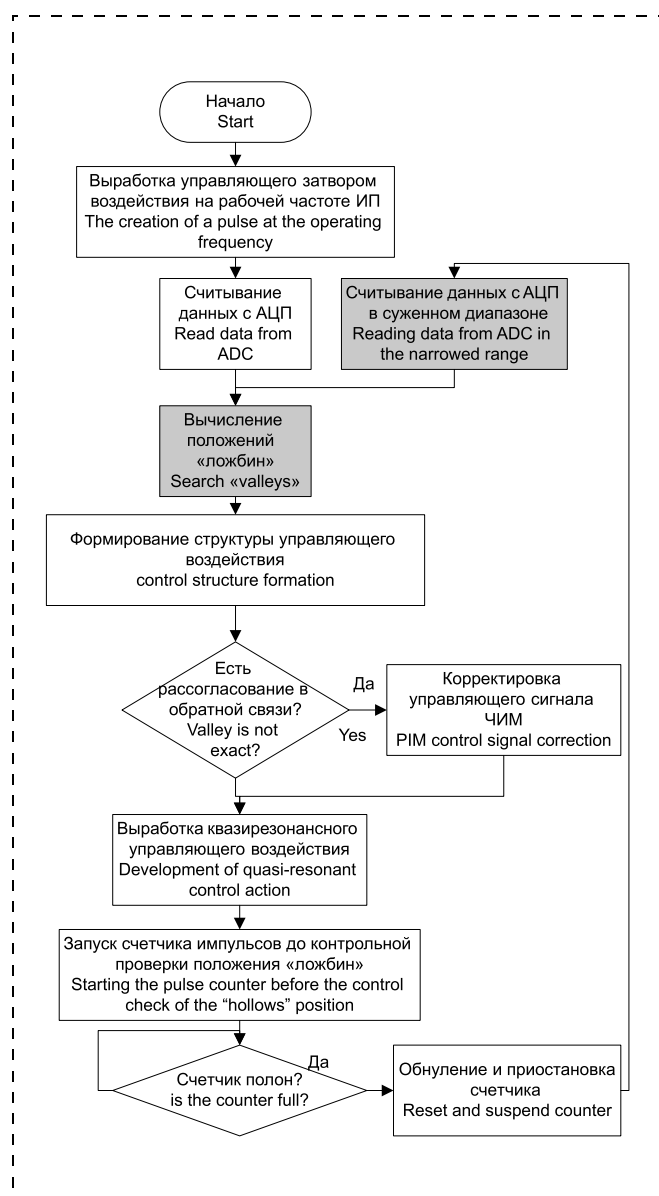 Начало
Start
Выработка управляющего затвором
воздействия на рабочей частоте ИП
The creation of a pulse at the operating
frequency
Считывание
данных с АЦП
Read data from
ADC
Считывание данных с АЦП
в суженном диапазоне
Reading data from ADC in
the narrowed range
Вычисление
положений
«ложбин»
Search «valleys»
Формирование структуры управляющего
воздействия
control structure formation
Есть
рассогласование в
обратной связи?
Valley is not
exact?
Да
Yes
Корректировка
управляющего сигнала
ЧИМ
PIM control signal correction
Выработка квазирезонансного
управляющего воздействия
Development of quasi-resonant
control action
Запуск счетчика импульсов до контрольной
проверки положения «ложбин»
Starting the pulse counter before the control
check of the “hollows” position
Счетчик полон?
is the counter full?
Да
Обнуление и приостановка
счетчика
Reset and suspend counter